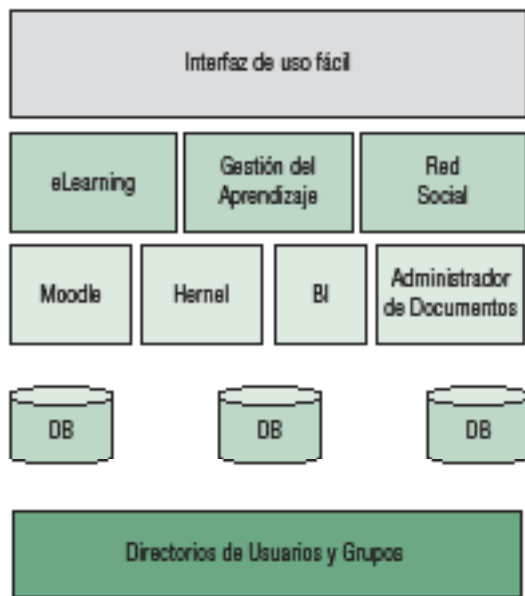 Interfaz de uso fácil
eLearning
Gestión del
Aprendizaje
Red
Social
Moodle
Hernel
BI
Administrador
de Documentos
DB
DB
DB
Directorios de Usuarios y Grupos